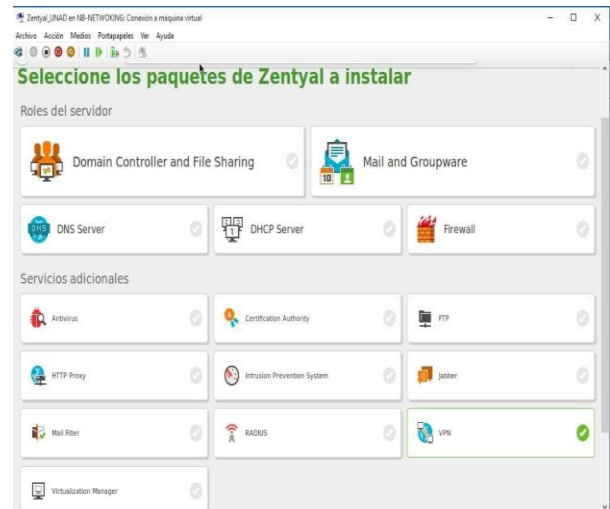 Zentyal_UNAD en NB-NETWOKING: Conexión a máquina virtual
Archivo Acción Medios Portapapeles Ver Ayuda
Seleccione los paquetes de Zentyal a instalar
Roles del servidor
Domain Controller and File Sharing
Mail and Groupware
10
DNS
DNS Server
DHCP Server
Firewall
Servicios adicionales
Antivirus
Certification Authority
FTP
HTTP Proxy
Intrusion Prevention System
Jabber
Mail Filter
RADIUS
VPN
Virtualization Manager